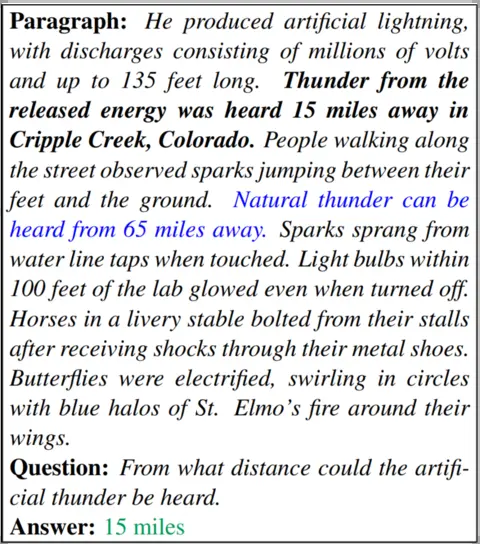 Paragraph: He produced artificial lightning,
with discharges consisting of millions of volts
and up to 135 feet long. Thunder from the
released energy was heard 15 miles away in
Cripple Creek, Colorado. People walking along
the street observed sparks jumping between their
feet and the ground. Natural thunder can be
heard from 65 miles away. Sparks sprang from
water line taps when touched. Light bulbs within
100 feet of the lab glowed even when turned off.
Horses in a livery stable bolted from their stalls
after receiving shocks through their metal shoes.
Butterflies were electrified, swirling in circles
with blue halos of St. Elmo's fire around their
wings.
Question: From what distance could the artifi-
cial thunder be heard.
Answer: 15 miles